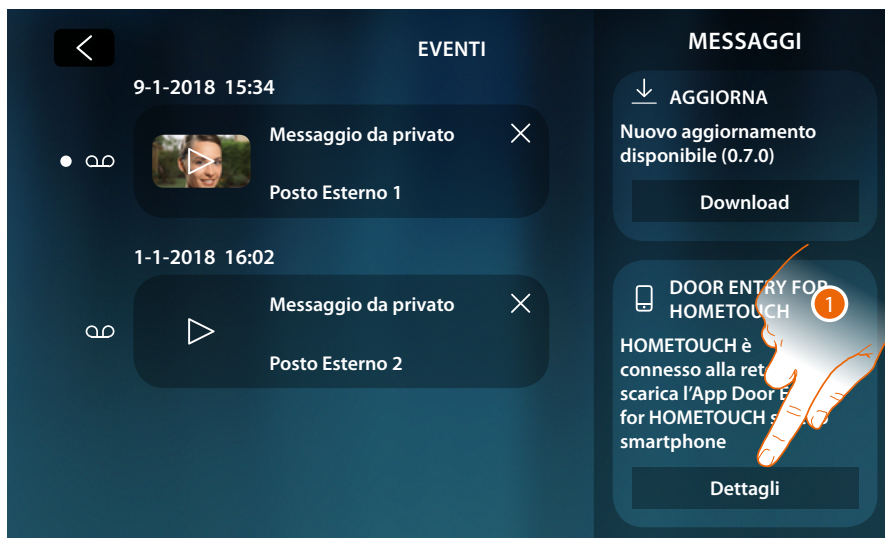 EVENTI
9-1-2018 15:34
Messaggio da privato
Posto Esterno 1
1-1-2018 16:02
Messaggio da privato
Posto Esterno 2
MESSAGGI
AGGIORNA
Nuovo aggiornamento
disponibile (0.7.0)
Download
DOOR ENTRY FOR
HOMETOUCH
1
HOMETOUCH è
connesso alla
scarica l'App Door
for HOMETOUCH
smartphone
Dettagli